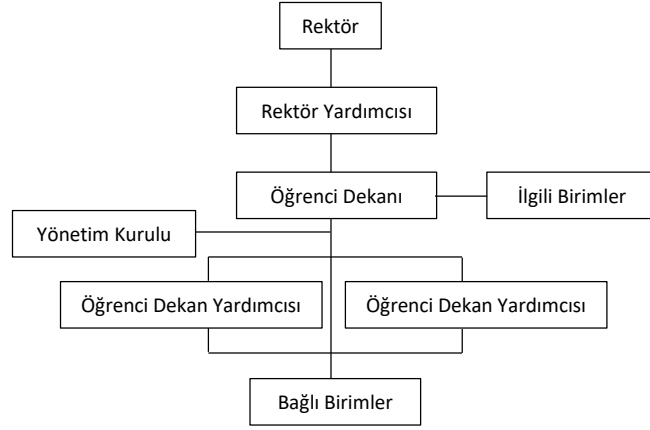 Rektör
Rektör Yardımcısı
Öğrenci Dekanı
İlgili Birimler
Yönetim Kurulu
Öğrenci Dekan Yardımcısı
Öğrenci Dekan Yardımcısı
Bağlı Birimler